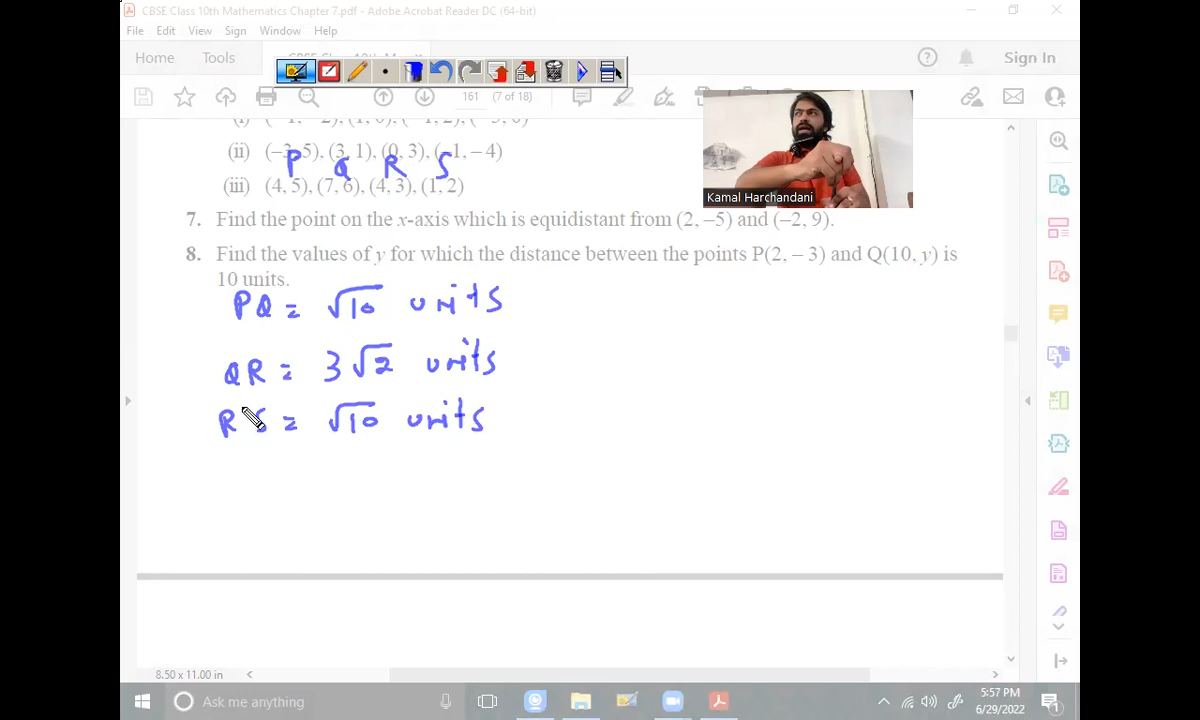 CBSE Class 10th Mathematics Chapter 7.pdf - Adobe Acrobat Reader DC (64-bit)
File Edit View Sign Window Help
Home Tools
Sign In
161 (7 of 18)
(ii) (–3, 5), (3, 1), (0, 3), (–1, – 4)
P Q R S
(iii) (4, 5), (7, 6), (4, 3), (1, 2)
Kamal Harchandani
7. Find the point on the x-axis which is equidistant from (2, –5) and (–2, 9).
8. Find the values of y for which the distance between the points P(2, – 3) and Q(10, y) is
10 units.
PQ = √10 units
QR = 3√2 units
RS = √10 units
8.50 x 11.00 in
Ask me anything
5:57 PM
6/29/2022
1